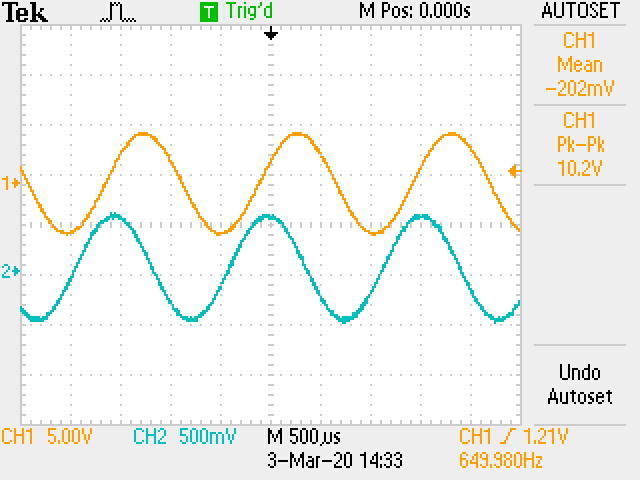 Tek T Trig'd M Pos: 0.000s AUTOSET
CH1
Mean
-202mV
CH1
Pk-Pk
10.2V
1
2
Undo
Autoset
CH1 5.00V CH2 500mV M 500µs CH1 / 1.21V
3-Mar-20 14:33 649.980Hz